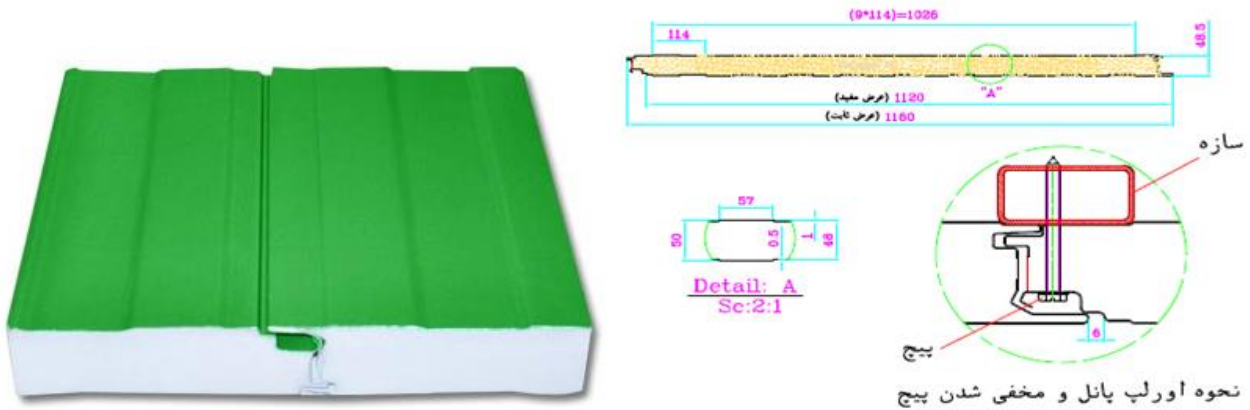 (9*114)=1026
114
48.5
"A"
1120 (عرض مفید)
1160 (عرض ثابت)
سازه
57
50
0.5
1
48
Detail: A
Sc:2:1
6
پیچ
نحوه اورلپ پانل و مخفی شدن پیچ